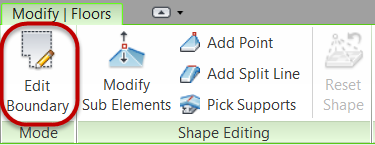 Modify | Floors
Edit
Boundary
Modify
Sub Elements
Add Point
Add Split Line
Pick Supports
Reset
Shape
Mode
Shape Editing